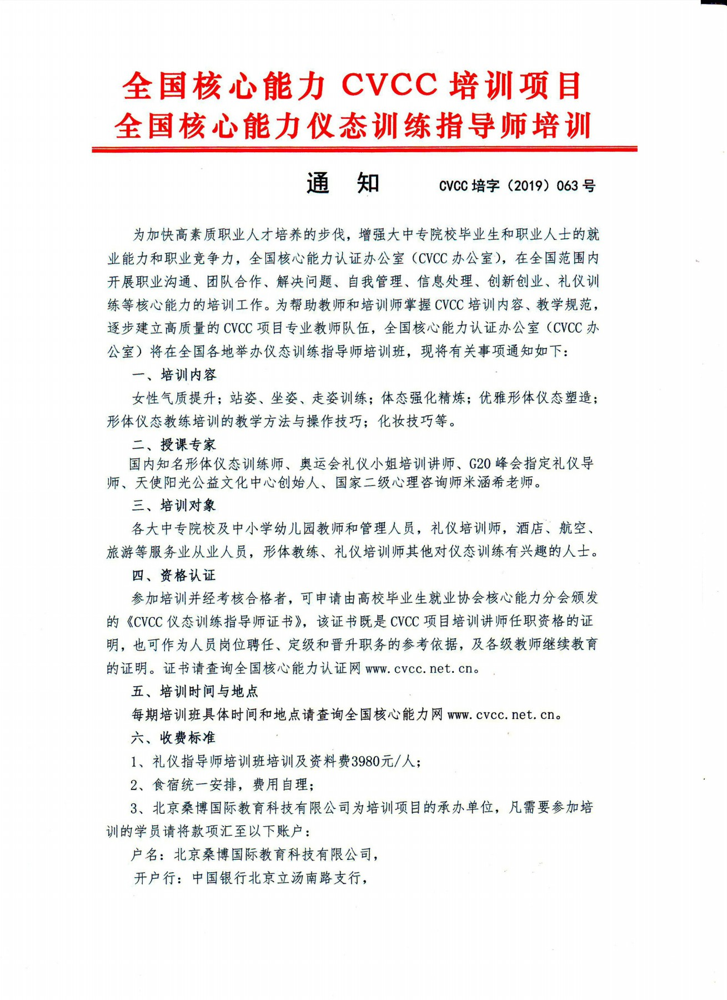 全国核心能力 CVCC 培训项目
全国核心能力仪态训练指导师培训
通 知 CVCC 培字（2019）063 号
为加快高素质职业人才培养的步伐，增强大中专院校毕业生和职业人士的就
业能力和职业竞争力，全国核心能力认证办公室（CVCC 办公室），在全国范围内
开展职业沟通、团队合作、解决问题、自我管理、信息处理、创新创业、礼仪训
练等核心能力的培训工作。为帮助教师和培训师掌握 CVCC 培训内容、教学规范，
逐步建立高质量的 CVCC 项目专业教师队伍，全国核心能力认证办公室（CVCC 办
公室）将在全国各地举办仪态训练指导师培训班，现将有关事项通知如下：
一、培训内容
女性气质提升；站姿、坐姿、走姿训练；体态强化精炼；优雅形体仪态塑造；
形体仪态教练培训的教学方法与操作技巧；化妆技巧等。
二、授课专家
国内知名形体仪态训练师、奥运会礼仪小姐培训讲师、G20 峰会指定礼仪导
师、天使阳光公益文化中心创始人、国家二级心理咨询师米涵希老师。
三、培训对象
各大中专院校及中小学幼儿园教师和管理人员，礼仪培训师，酒店、航空、
旅游等服务业从业人员，形体教练、礼仪培训师其他对仪态训练有兴趣的人士。
四、资格认证
参加培训并经考核合格者，可申请由高校毕业生就业协会核心能力分会颁发
的《CVCC 仪态训练指导师证书》，该证书既是 CVCC 项目培训讲师任职资格的证
明，也可作为人员岗位聘任、定级和晋升职务的参考依据，及各级教师继续教育
的证明。证书请查询全国核心能力认证网 www.cvcc.net.cn。
五、培训时间与地点
每期培训班具体时间和地点请查询全国核心能力网 www.cvcc.net.cn。
六、收费标准
1、礼仪指导师培训班培训及资料费3980元/人；
2、食宿统一安排，费用自理；
3、北京桑博国际教育科技有限公司为培训项目的承办单位，凡需要参加培
训的学员请将款项汇至以下账户：
户名：北京桑博国际教育科技有限公司，
开户行：中国银行北京立汤南路支行，